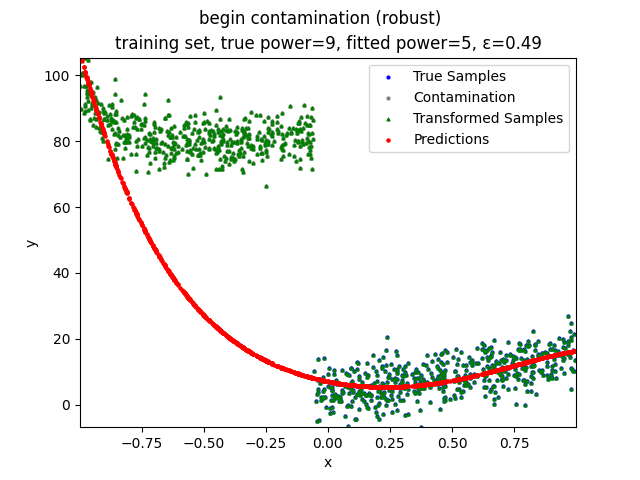 begin contamination (robust)
training set, true power=9, fitted power=5, ε=0.49
True Samples
Contamination
Transformed Samples
Predictions
100
80
60
40
20
0
y
−0.75 −0.50 −0.25 0.00 0.25 0.50 0.75
x